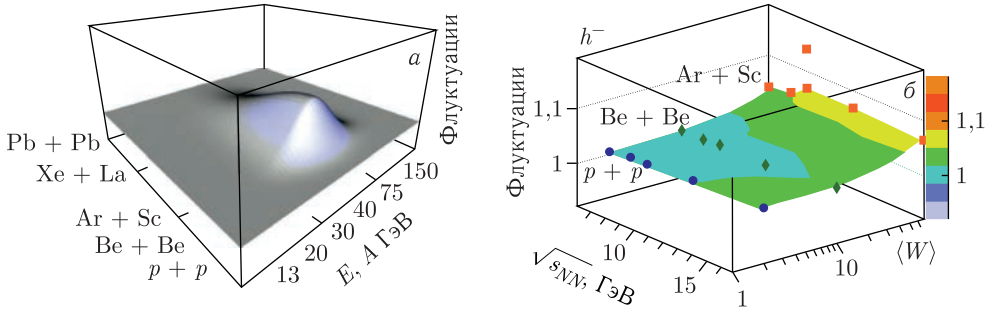 а
Флуктуации
Pb + Pb
Xe + La
Ar + Sc
Be + Be
p + p
13
20
30
40
75
150
E, A ГэВ
h⁻
б
Флуктуации
1,1
1
Ar + Sc
Be + Be
p + p
10
15
√sNN, ГэВ
1
10
⟨W⟩
1,1
1